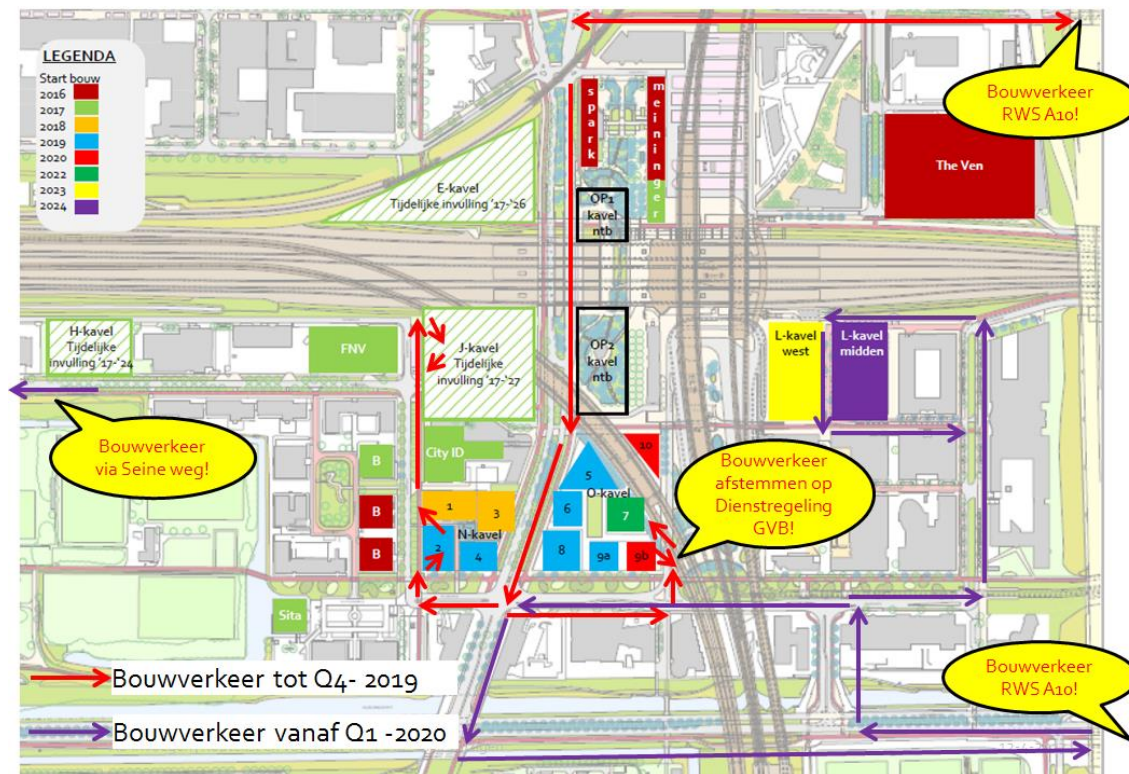 LEGENDA
Start bouw
2016
2017
2018
2019
2020
2022
2023
2024
Bouwverkeer
RWS A10!
spark
meininger
The Ven
E-kavel
Tijdelijke invulling '17-'26
OP1
kavel
ntb
H-kavel
Tijdelijke
invulling '17-'24
FNV
J-kavel
Tijdelijke
invulling '17-'27
OP2
kavel
ntb
L-kavel
west
L-kavel
midden
Bouwverkeer
via Seine weg!
B
B
B
City ID
1
3
N-kavel
2
4
10
5
O-kavel
6
7
8
9a
9b
Bouwverkeer
afstemmen op
Dienstregeling
GVB!
Sita
Bouwverkeer
RWS A10!
Bouwverkeer tot Q4- 2019
Bouwverkeer vanaf Q1 -2020